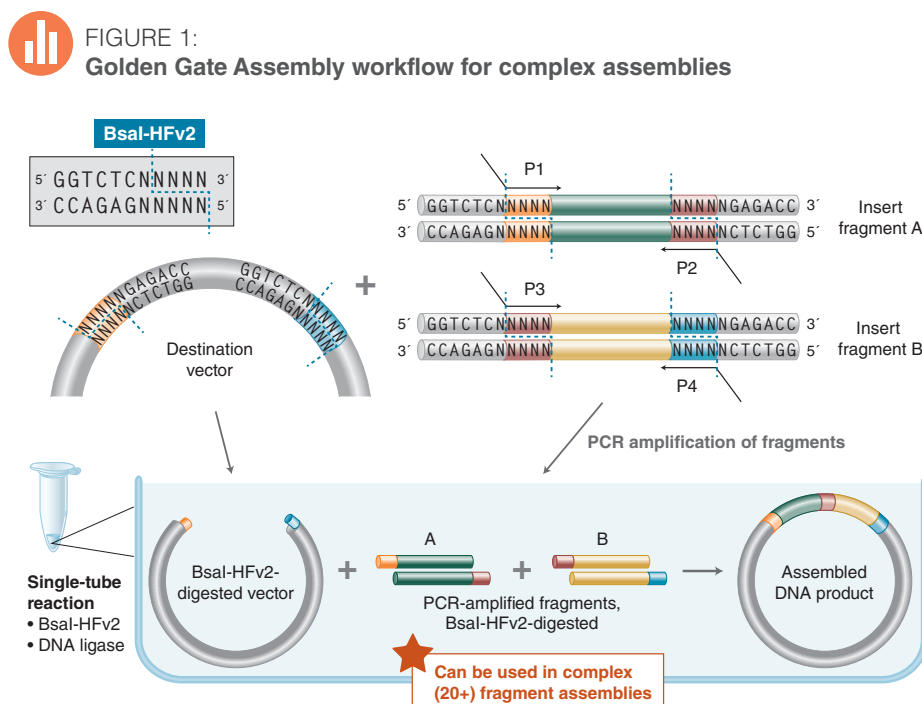 FIGURE 1:
Golden Gate Assembly workflow for complex assemblies
BsaI-HFv2
5´ GGTCTCNNNNN 3´
3´ CCAGAGNNNNN 5´
P1
5´ GGTCTCNNNNN NNNNNGAGACC 3´
3´ CCAGAGNNNNN NNNNNCTCTGG 5´
Insert
fragment A
P2
NNNNNGAGACC
NNNNNCTCTGG
GGTCTCNNNNN
CCAGAGNNNNN
Destination
vector
+
P3
5´ GGTCTCNNNNN NNNNNGAGACC 3´
3´ CCAGAGNNNNN NNNNNCTCTGG 5´
Insert
fragment B
P4
PCR amplification of fragments
Single-tube
reaction
• BsaI-HFv2
• DNA ligase
BsaI-HFv2-
digested vector
+
A
+
B
PCR-amplified fragments,
BsaI-HFv2-digested
Assembled
DNA product
Can be used in complex
(20+) fragment assemblies